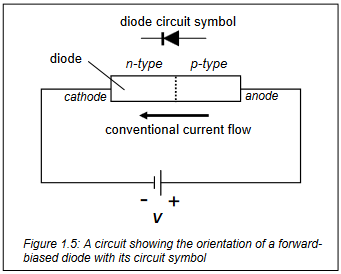 diode circuit symbol
diode
n-type p-type
cathode anode
conventional current flow
- +
V
Figure 1.5: A circuit showing the orientation of a forward-
biased diode with its circuit symbol